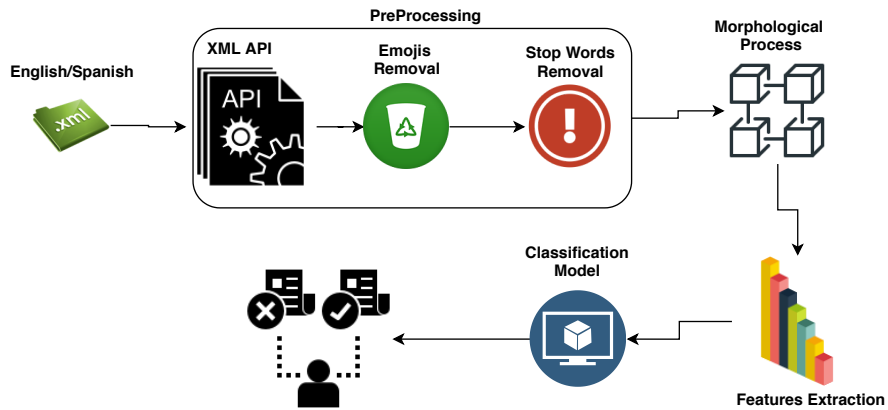 PreProcessing
English/Spanish
.xml
XML API
API
Emojis
Removal
Stop Words
Removal
Morphological
Process
Classification
Model
Features Extraction